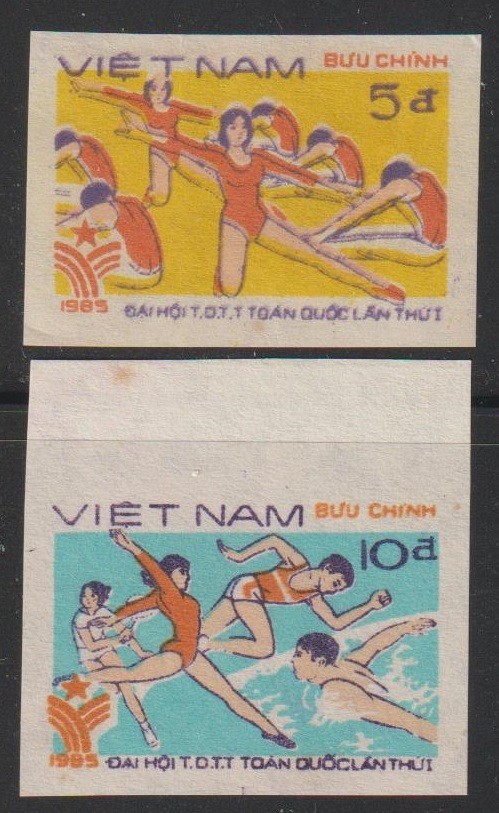 VIỆT NAM BƯU CHÍNH
5đ
1985 ĐẠI HỘI T.D.T.T TOÀN QUỐC LẦN THỨ I
VIỆT NAM BƯU CHÍNH
10đ
1985 ĐẠI HỘI T.D.T.T TOÀN QUỐC LẦN THỨ I